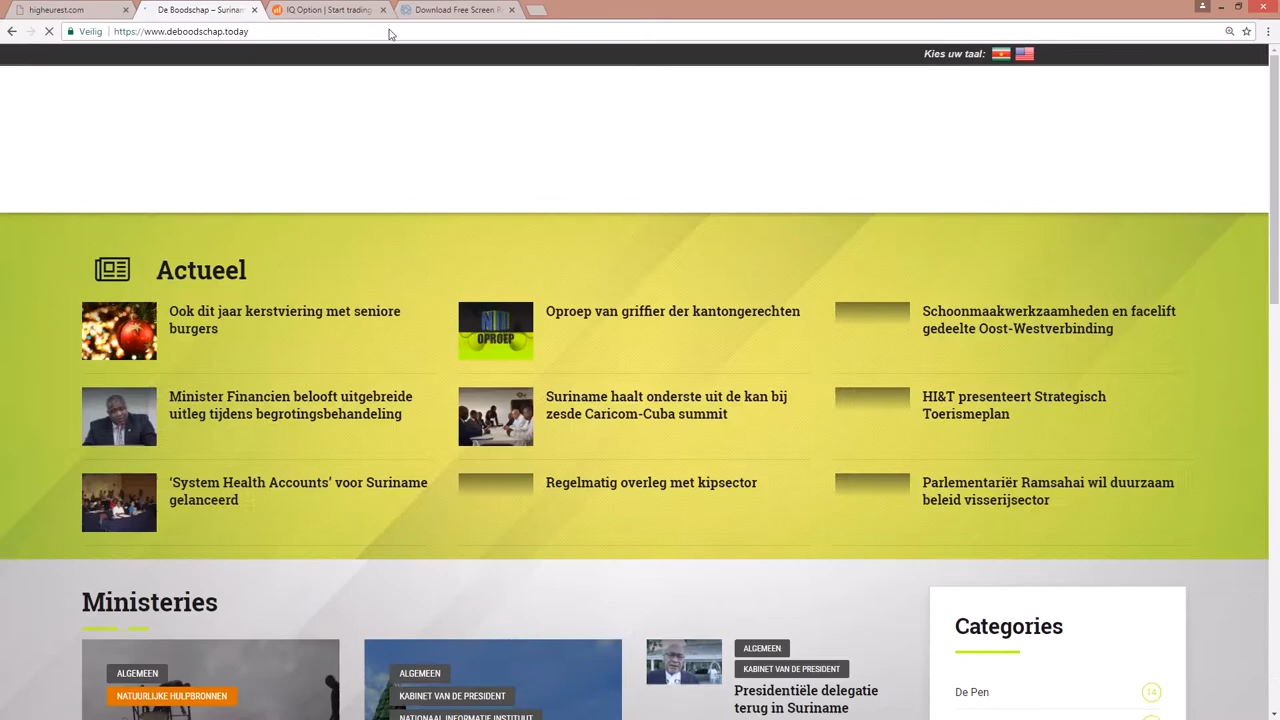 higheurest.com
De Boodschap – Surinam
IQ Option | Start trading
Download Free Screen R
Veilig
https://www.deboodschap.today
Kies uw taal:
Actueel
Ook dit jaar kerstviering met seniore
burgers
Oproep van griffier der kantongerechten
OPROEP
Schoonmaakwerkzaamheden en facelift
gedeelte Oost-Westverbinding
Minister Financien belooft uitgebreide
uitleg tijdens begrotingsbehandeling
Suriname haalt onderste uit de kan bij
zesde Caricom-Cuba summit
HI&T presenteert Strategisch
Toerismeplan
‘System Health Accounts’ voor Suriname
gelanceerd
Regelmatig overleg met kipsector
Parlementariër Ramsahai wil duurzaam
beleid visserijsector
Ministeries
ALGEMEEN
NATUURLIJKE HULPBRONNEN
ALGEMEEN
KABINET VAN DE PRESIDENT
NATIONAAL INFORMATIE INSTITUUT
ALGEMEEN
KABINET VAN DE PRESIDENT
Presidentiële delegatie
terug in Suriname
Categories
De Pen
14